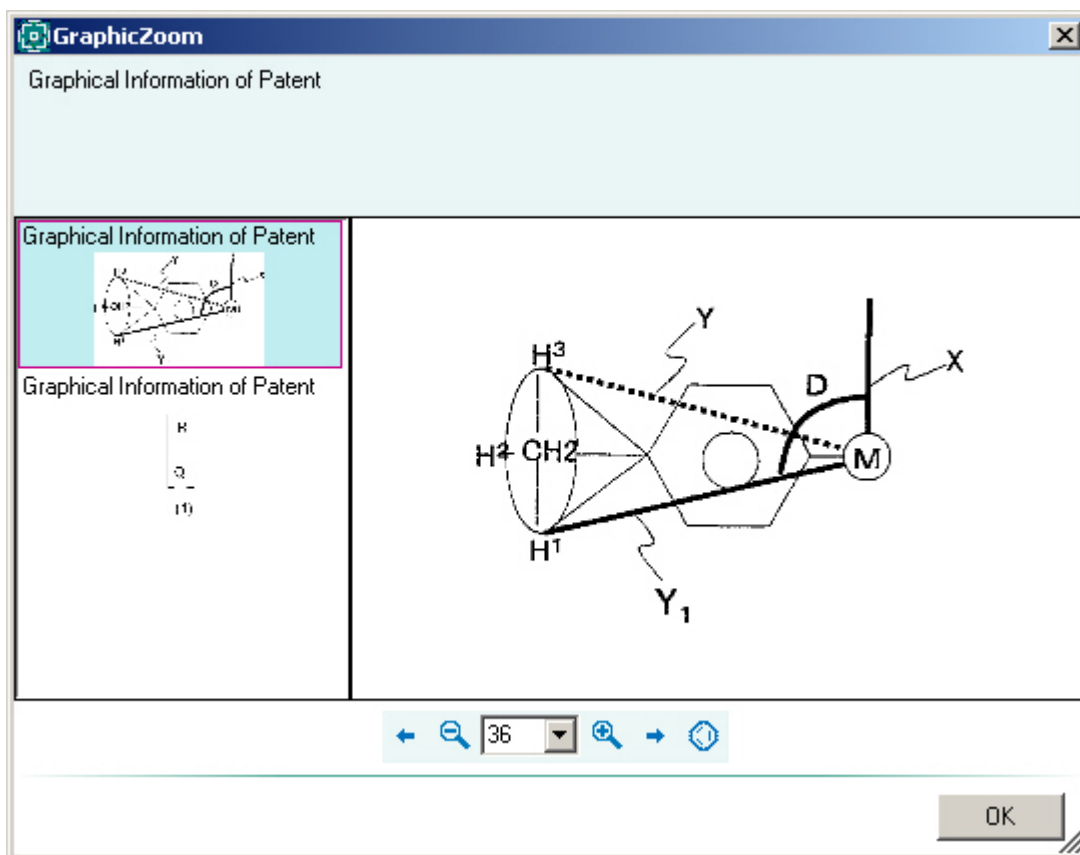 GraphicZoom
Graphical Information of Patent
Graphical Information of Patent
Graphical Information of Patent
R
Q
(1)
Y
H³
D
X
H² CH2
M
H¹
Y₁
36
OK